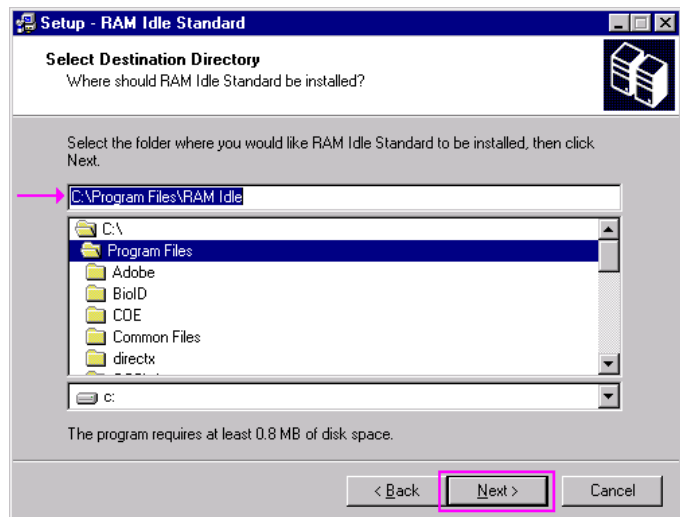 Setup - RAM Idle Standard
Select Destination Directory
Where should RAM Idle Standard be installed?
Select the folder where you would like RAM Idle Standard to be installed, then click
Next.
C:\Program Files\RAM Idle
C:\
Program Files
Adobe
BioID
COE
Common Files
directx
c:
The program requires at least 0.8 MB of disk space.
< Back Next > Cancel